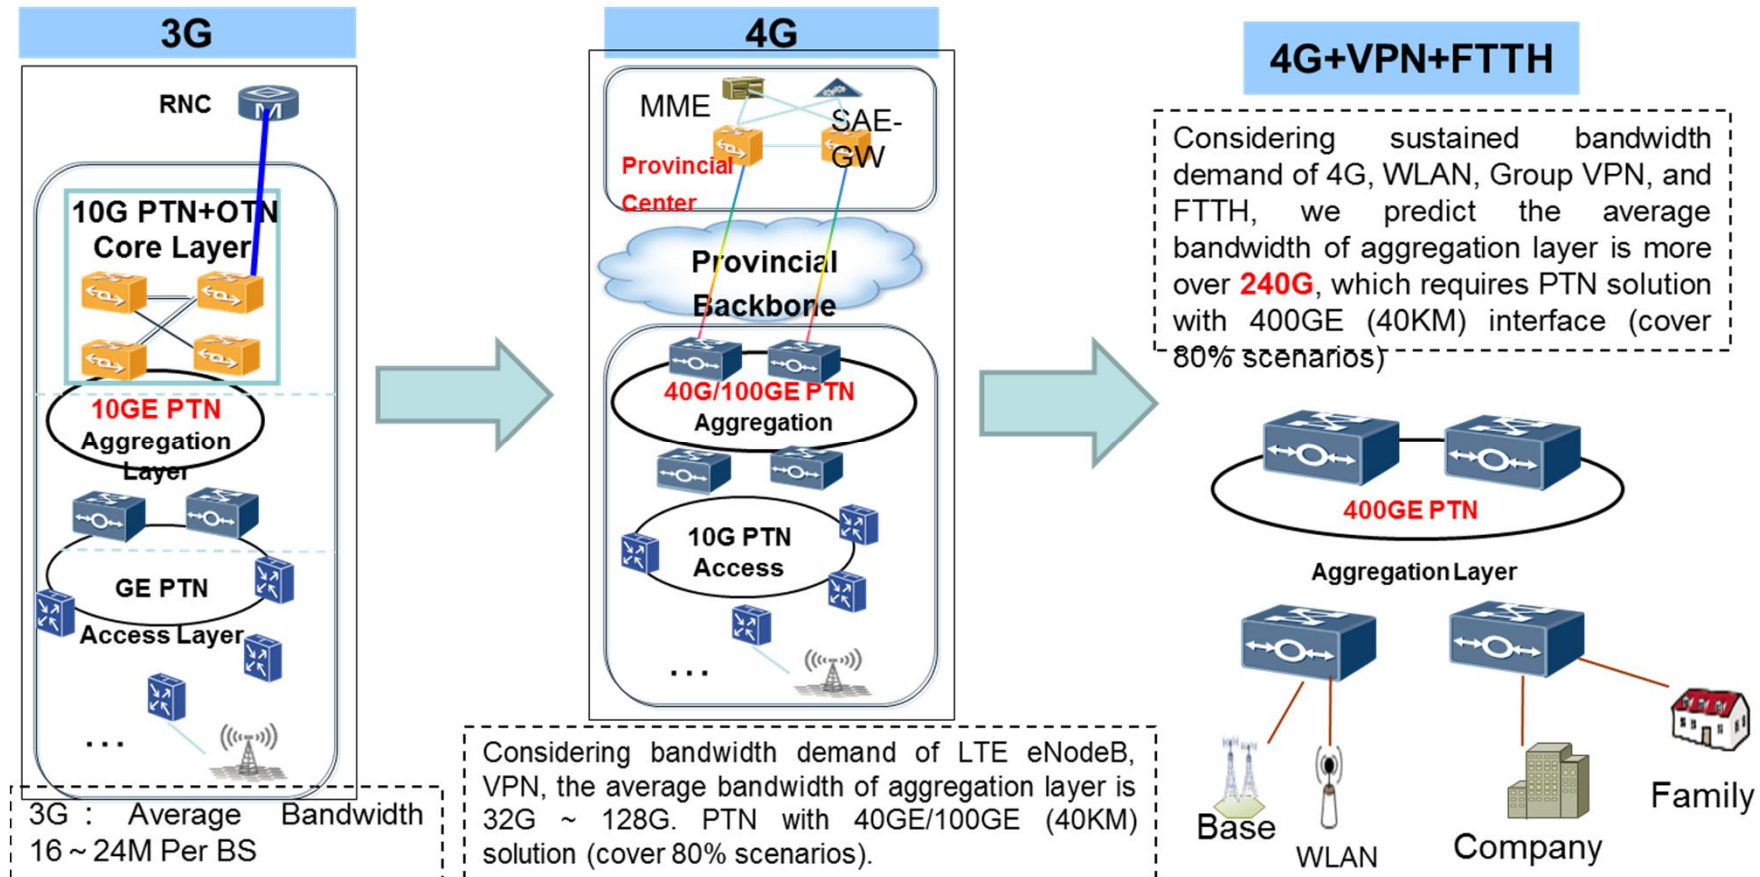 3G
RNC
10G PTN+OTN
Core Layer
10GE PTN
Aggregation
Layer
GE PTN
Access Layer
...
3G : Average Bandwidth
16 ~ 24M Per BS
4G
MME
SAE-
GW
Provincial
Center
Provincial
Backbone
40G/100GE PTN
Aggregation
10G PTN
Access
...
Considering bandwidth demand of LTE eNodeB,
VPN, the average bandwidth of aggregation layer is
32G ~ 128G. PTN with 40GE/100GE (40KM)
solution (cover 80% scenarios).
4G+VPN+FTTH
Considering sustained bandwidth
demand of 4G, WLAN, Group VPN, and
FTTH, we predict the average
bandwidth of aggregation layer is more
over 240G, which requires PTN solution
with 400GE (40KM) interface (cover
80% scenarios)
400GE PTN
Aggregation Layer
Base
WLAN
Company
Family